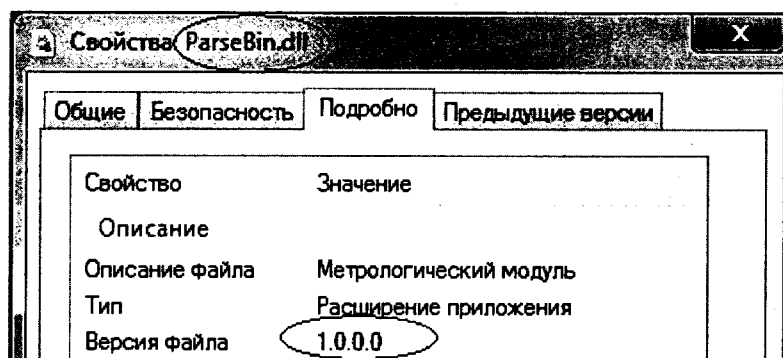 Свойства ParseBin.dll
Общие Безопасность Подробно Предыдущие версии
Свойство Значение
Описание
Описание файла Метрологический модуль
Тип Расширение приложения
Версия файла 1.0.0.0